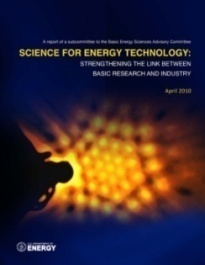 A report of a subcommittee to the Basic Energy Sciences Advisory Committee
SCIENCE FOR ENERGY TECHNOLOGY:
STRENGTHENING THE LINK BETWEEN
BASIC RESEARCH AND INDUSTRY
April 2010
U.S. DEPARTMENT OF
ENERGY